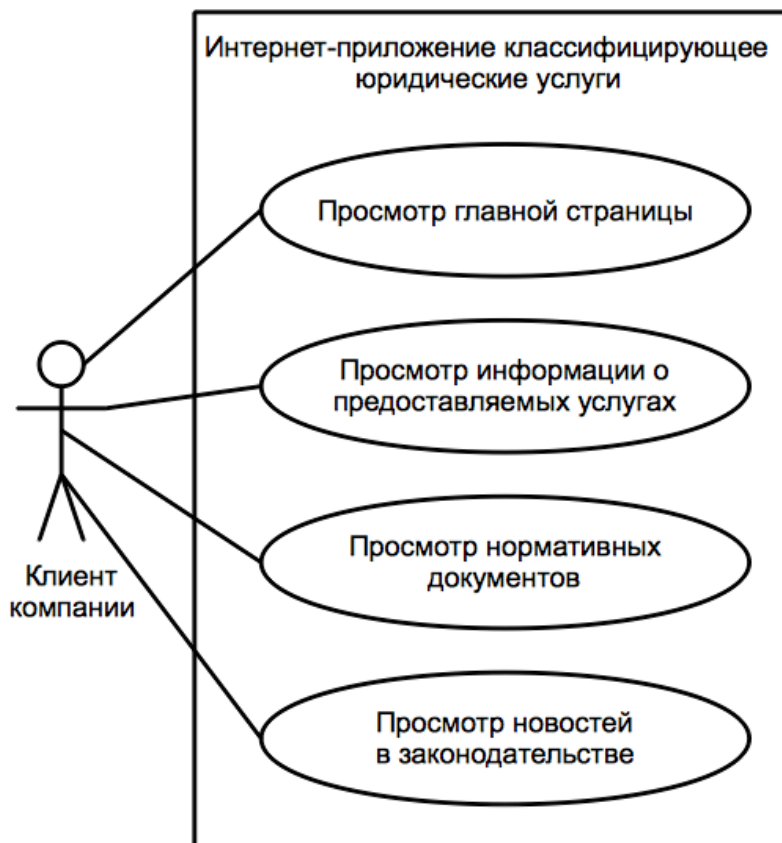 Интернет-приложение классифицирующее
юридические услуги
Просмотр главной страницы
Просмотр информации о
предоставляемых услугах
Просмотр нормативных
документов
Клиент
компании
Просмотр новостей
в законодательстве